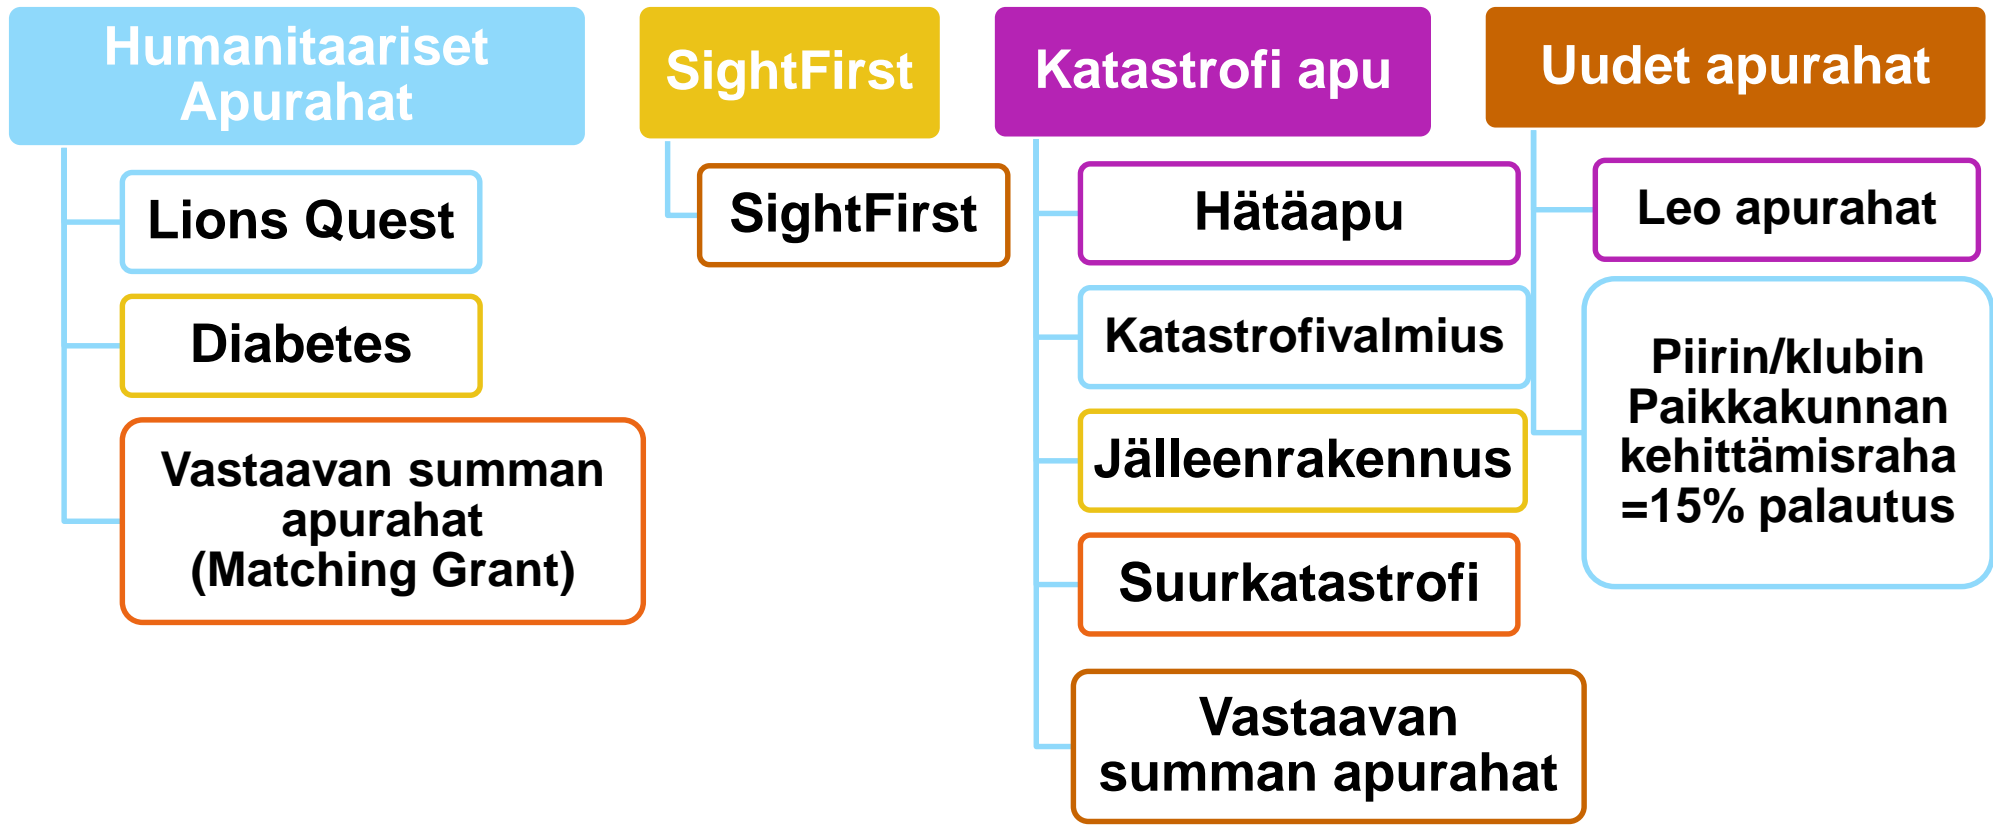 Humanitaariset
Apurahat
Lions Quest
Diabetes
Vastaavan summan
apurahat
(Matching Grant)
SightFirst
SightFirst
Katastrofi apu
Hätäapu
Katastrofivalmius
Jälleenrakennus
Suurkatastrofi
Vastaavan
summan apurahat
Uudet apurahat
Leo apurahat
Piirin/klubin
Paikkakunnan
kehittämisraha
=15% palautus